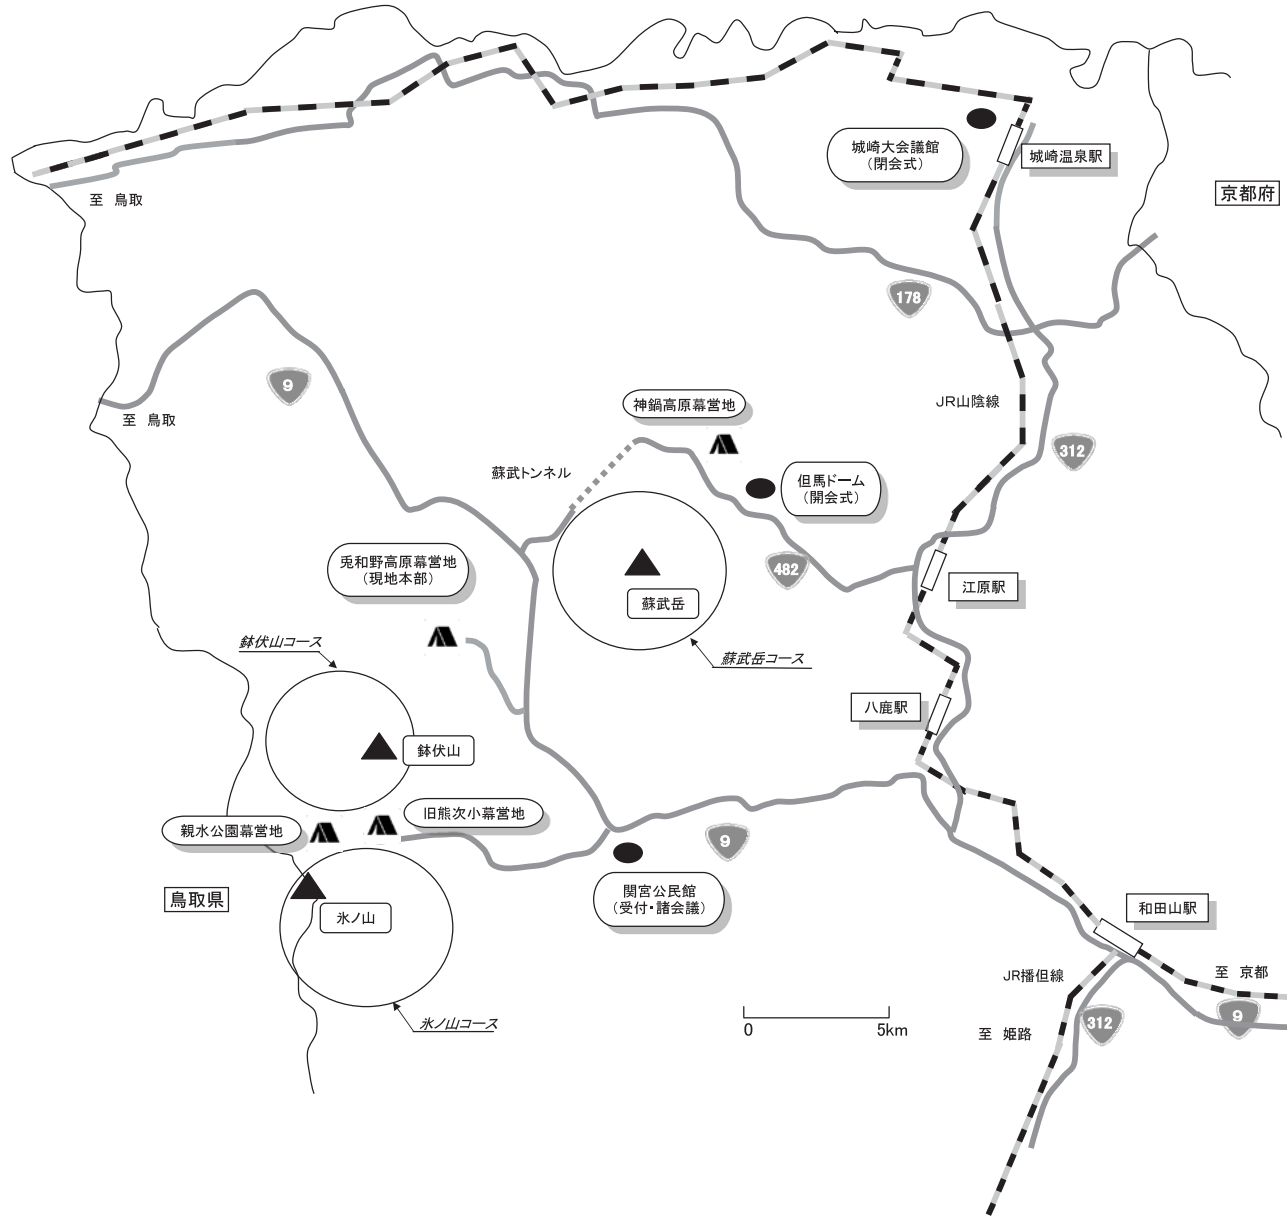 城崎大会議館
（閉会式）
城崎温泉駅
京都府
至 鳥取
178
9
至 鳥取
JR山陰線
神鍋高原幕営地
312
蘇武トンネル
但馬ドーム
（開会式）
兎和野高原幕営地
（現地本部）
482
江原駅
蘇武岳
鉢伏山コース
蘇武岳コース
八鹿駅
鉢伏山
旧熊次小幕営地
親水公園幕営地
9
関宮公民館
（受付・諸会議）
鳥取県
氷ノ山
和田山駅
JR播但線
至 京都
氷ノ山コース
0
5km
至 姫路
312
9